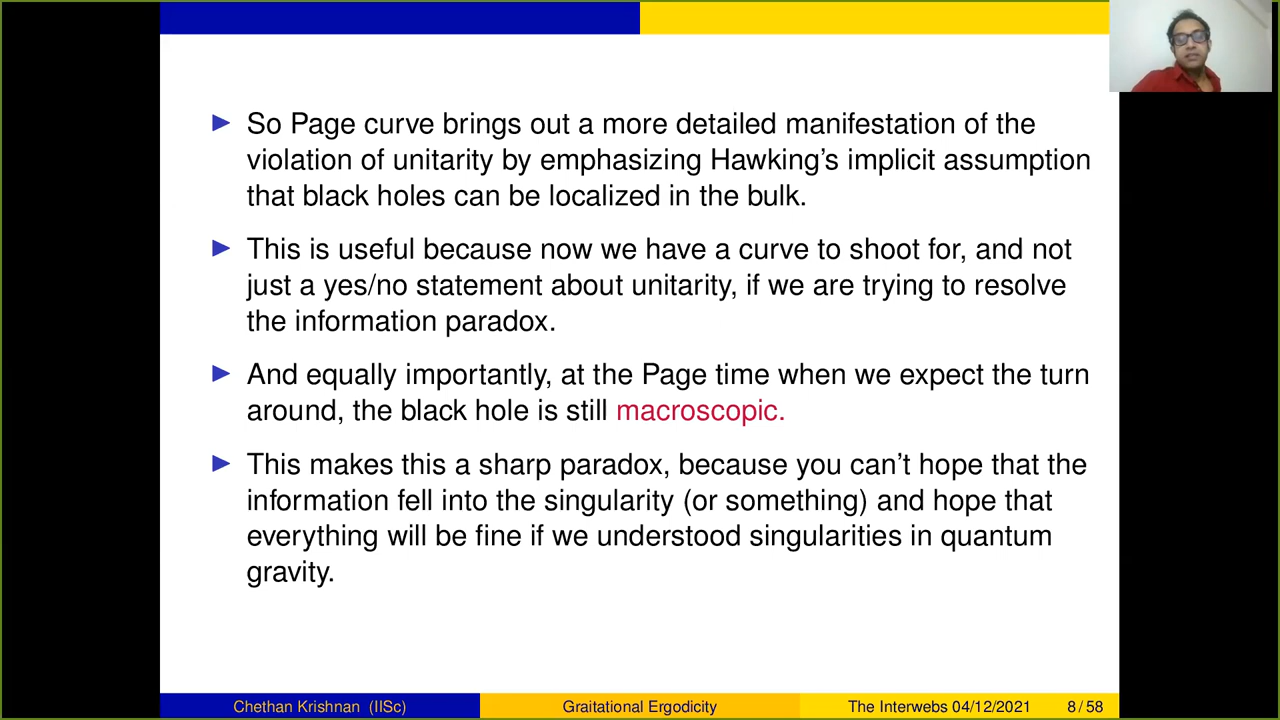 So Page curve brings out a more detailed manifestation of the
violation of unitarity by emphasizing Hawking's implicit assumption
that black holes can be localized in the bulk.
This is useful because now we have a curve to shoot for, and not
just a yes/no statement about unitarity, if we are trying to resolve
the information paradox.
And equally importantly, at the Page time when we expect the turn
around, the black hole is still macroscopic.
This makes this a sharp paradox, because you can't hope that the
information fell into the singularity (or something) and hope that
everything will be fine if we understood singularities in quantum
gravity.
Chethan Krishnan (IISc) Graitational Ergodicity The Interwebs 04/12/2021 8 / 58